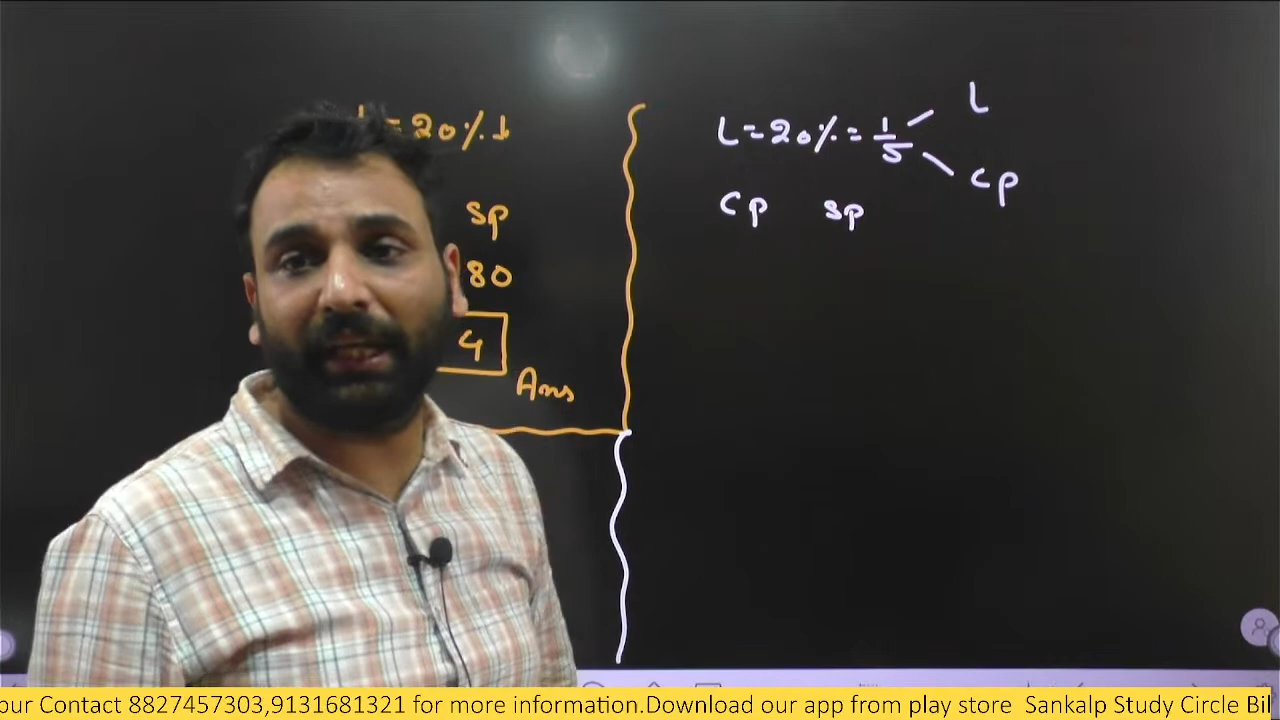 = 20% ↓
SP
80
4
Ans
L = 20% = 1/5
L
CP
CP SP
our Contact 8827457303,9131681321 for more information.Download our app from play store Sankalp Study Circle Bil